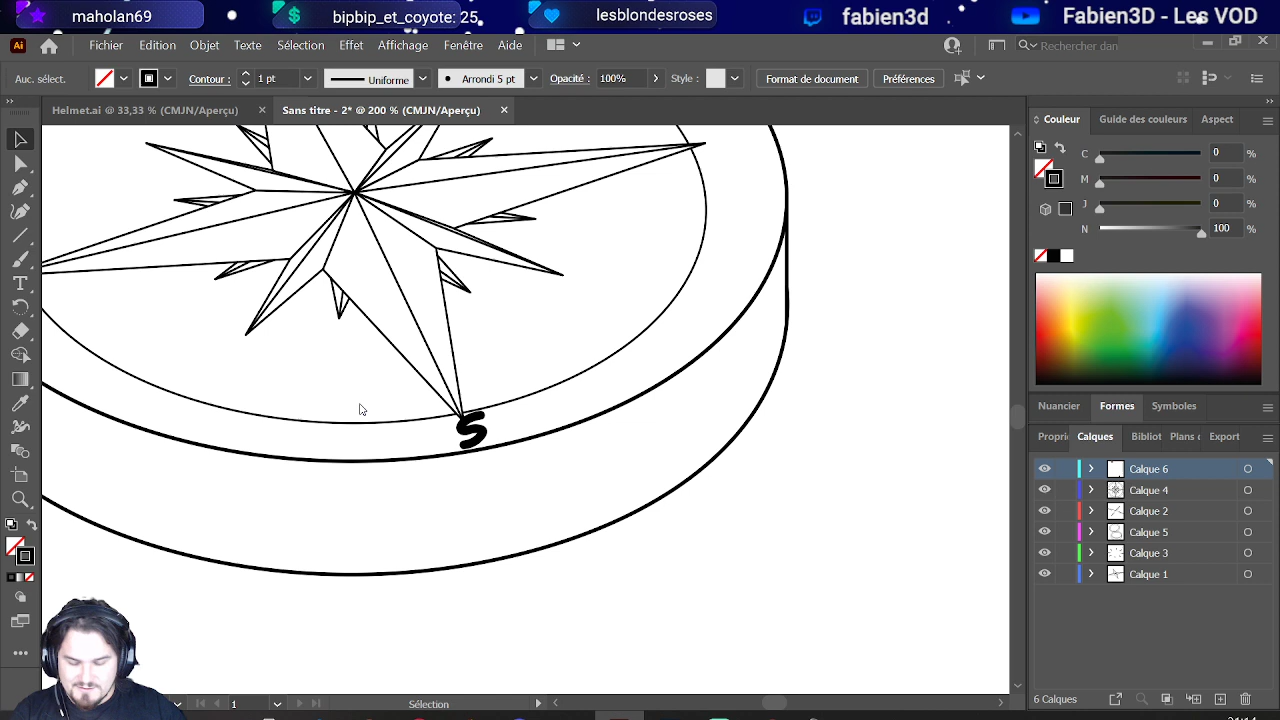 maholan69
bipbip_et_coyote: 25
lesblondesroses
fabien3d
Fabien3D - Les VOD
Ai
Fichier Edition Objet Texte Sélection Effet Affichage Fenêtre Aide
Rechercher dan
Auc. sélect.
Contour : 1 pt
Uniforme
Arrondi 5 pt
Opacité : 100%
Style :
Format de document
Préférences
Helmet.ai @ 33,33 % (CMJN/Aperçu)
Sans titre - 2* @ 200 % (CMJN/Aperçu)
Couleur Guide des couleurs Aspect
C 0 %
M 0 %
J 0 %
N 100 %
Nuancier Formes Symbols
Propri Calques Bibliot Plans d Export
Calque 6
Calque 4
Calque 2
Calque 5
Calque 3
Calque 1
6 Calques
S
1
Sélection